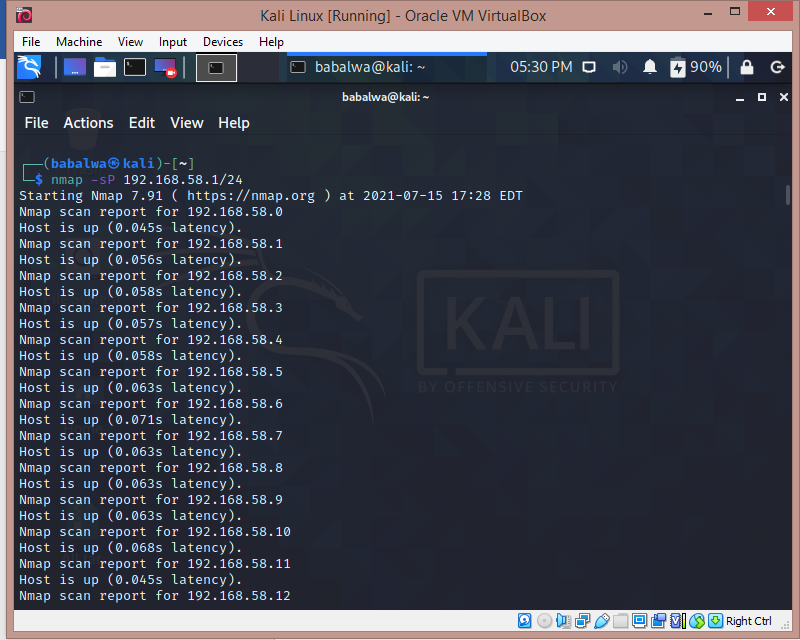 Kali Linux [Running] - Oracle VM VirtualBox
File Machine View Input Devices Help
babalwa@kali: ~ 05:30 PM 90%
babalwa@kali: ~
File Actions Edit View Help
(babalwa㉿kali)-[~]
$ nmap -sP 192.168.58.1/24
Starting Nmap 7.91 ( https://nmap.org ) at 2021-07-15 17:28 EDT
Nmap scan report for 192.168.58.0
Host is up (0.045s latency).
Nmap scan report for 192.168.58.1
Host is up (0.056s latency).
Nmap scan report for 192.168.58.2
Host is up (0.058s latency).
Nmap scan report for 192.168.58.3
Host is up (0.057s latency).
Nmap scan report for 192.168.58.4
Host is up (0.058s latency).
Nmap scan report for 192.168.58.5
Host is up (0.063s latency).
Nmap scan report for 192.168.58.6
Host is up (0.071s latency).
Nmap scan report for 192.168.58.7
Host is up (0.063s latency).
Nmap scan report for 192.168.58.8
Host is up (0.063s latency).
Nmap scan report for 192.168.58.9
Host is up (0.063s latency).
Nmap scan report for 192.168.58.10
Host is up (0.068s latency).
Nmap scan report for 192.168.58.11
Host is up (0.045s latency).
Nmap scan report for 192.168.58.12
KALI
BY OFFENSIVE SECURITY
Right Ctrl